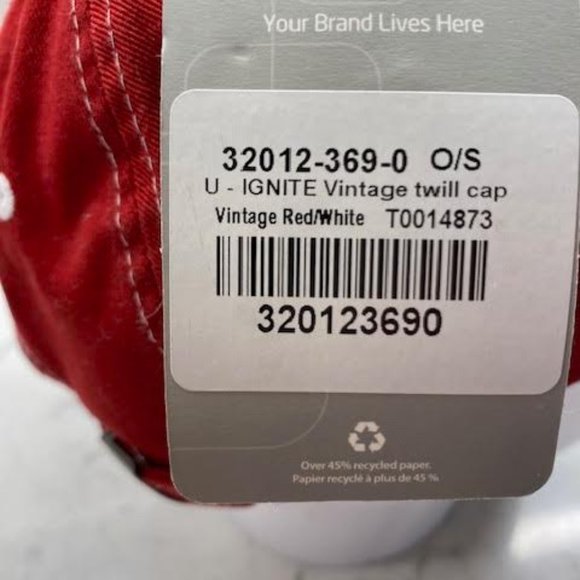 Your Brand Lives Here
32012-369-0 O/S
U - IGNITE Vintage twill cap
Vintage Red/White T0014873
320123690
Over 45% recycled paper.
Papier recyclé à plus de 45 %